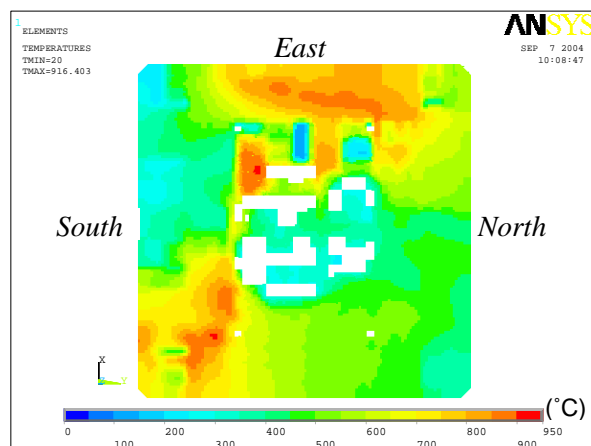 1
ELEMENTS
TEMPERATURES
TMIN=20
TMAX=916.403
ANSYS
SEP 7 2004
10:08:47
East
South
North
X
Z Y
(°C)
0 200 400 600 800 950
100 300 500 700 900